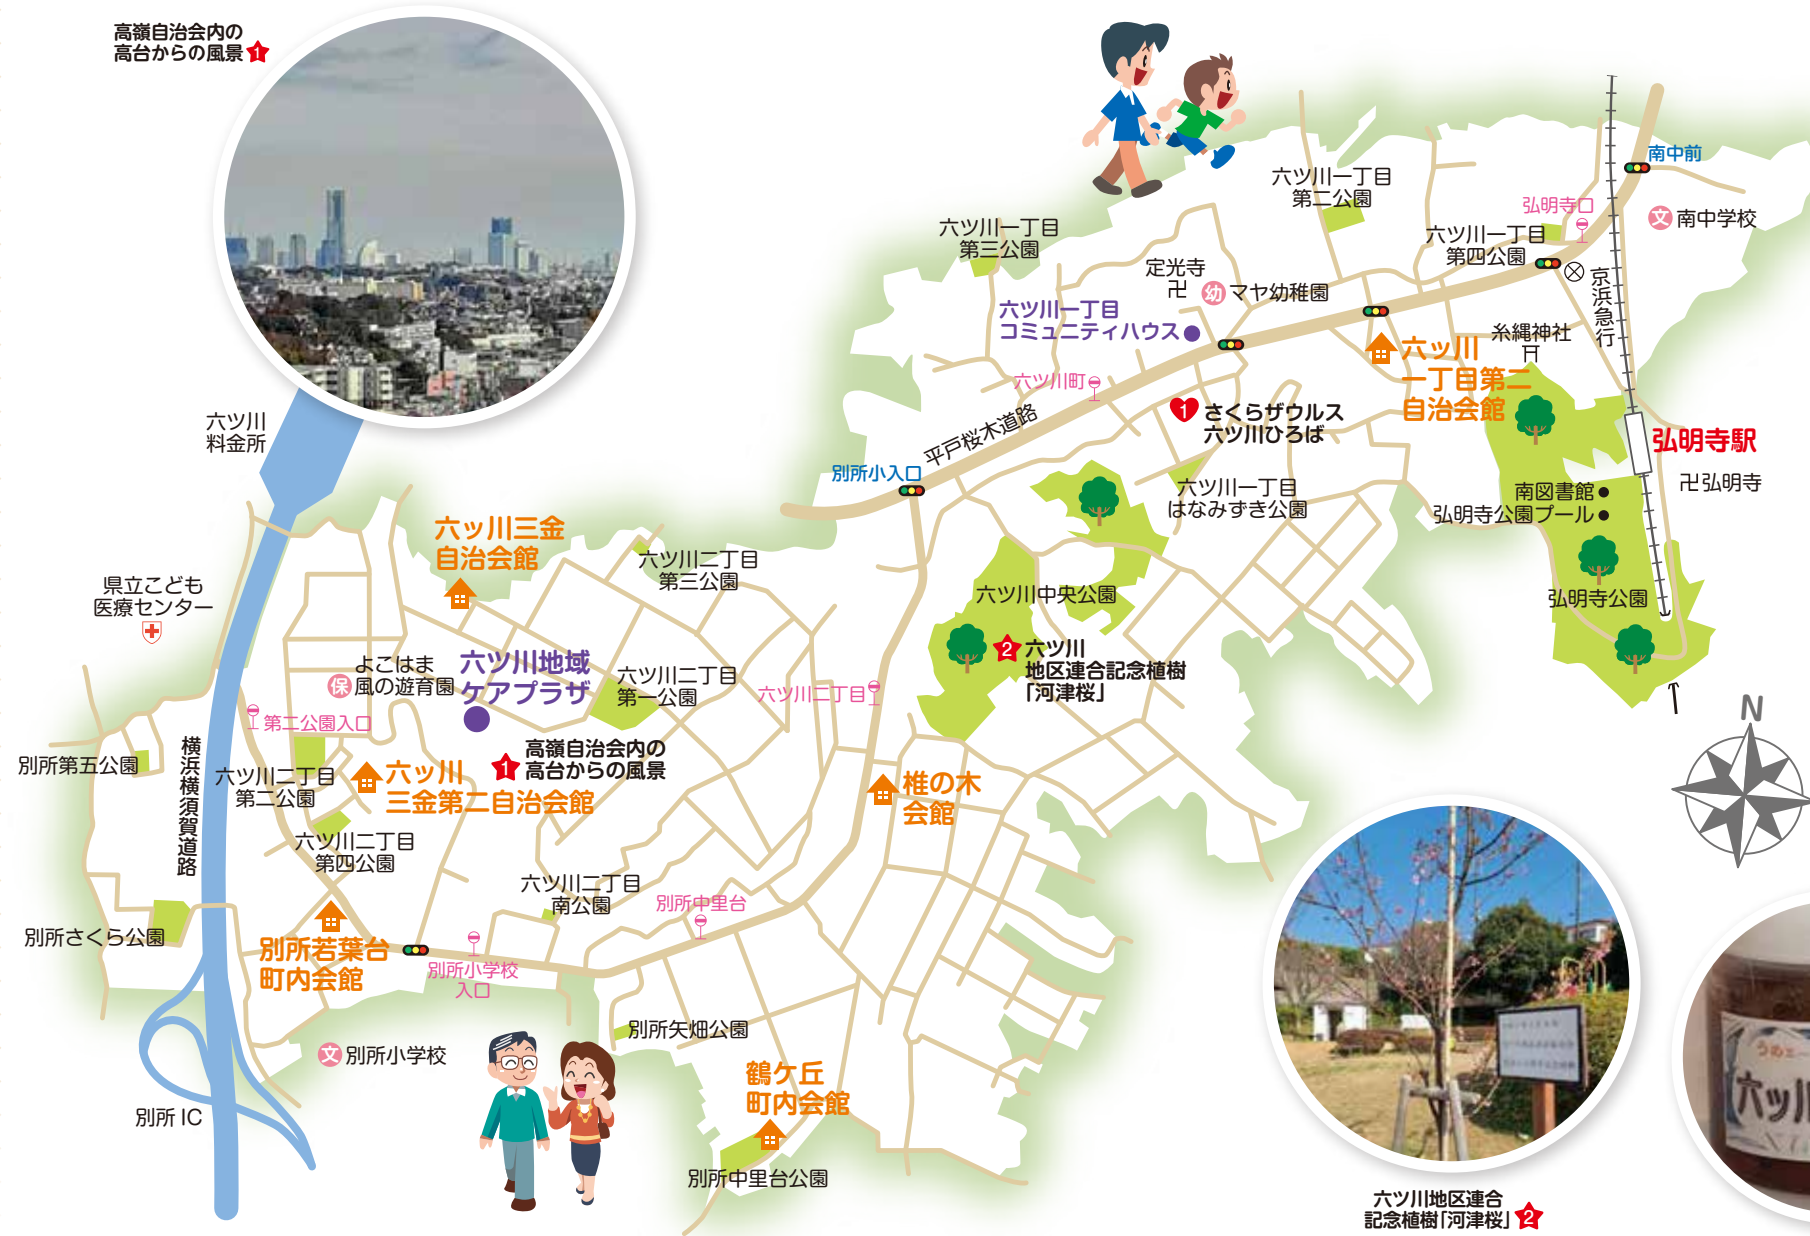 高嶺自治会内の
高台からの風景 1
六ツ川
料金所
県立こども
医療センター
六ッ川三金
自治会館
六ツ川二丁目
第三公園
よこはま
保 風の遊育園
六ツ川地域
ケアプラザ
六ツ川二丁目
第一公園
第二公園入口
六ツ川二丁目
別所第五公園
横浜横須賀道路
六ツ川二丁目
第二公園
六ッ川
三金第二自治会館
1 高嶺自治会内の
高台からの風景
六ツ川二丁目
第四公園
椎の木
会館
六ツ川二丁目
南公園
別所中里台
別所さくら公園
別所若葉台
町内会館
別所小学校
入口
文 別所小学校
別所矢畑公園
鶴ケ丘
町内会館
別所 IC
別所中里台公園
六ツ川一丁目
第三公園
六ツ川一丁目
第二公園
南中前
弘明寺口
文 南中学校
六ツ川一丁目
第四公園
定光寺
卍
幼 マヤ幼稚園
京浜急行
六ツ川一丁目
コミュニティハウス
糸縄神社
六ッ川
一丁目第二
自治会館
六ツ川町
1 さくらザウルス
六ツ川ひろば
平戸桜木道路
別所小入口
弘明寺駅
卍弘明寺
六ツ川一丁目
はなみずき公園
南図書館
弘明寺公園プール
弘明寺公園
六ツ川中央公園
2 六ツ川
地区連合記念植樹
「河津桜」
N
六ツ川地区連合
記念植樹「河津桜」 2
六ツ川